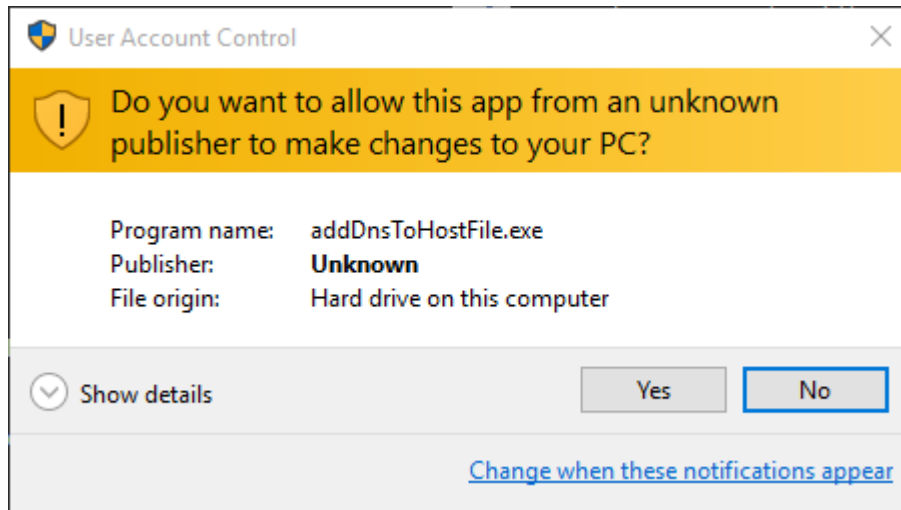 User Account Control
Do you want to allow this app from an unknown
publisher to make changes to your PC?
Program name: addDnsToHostFile.exe
Publisher: Unknown
File origin: Hard drive on this computer
Show details
Yes
No
Change when these notifications appear